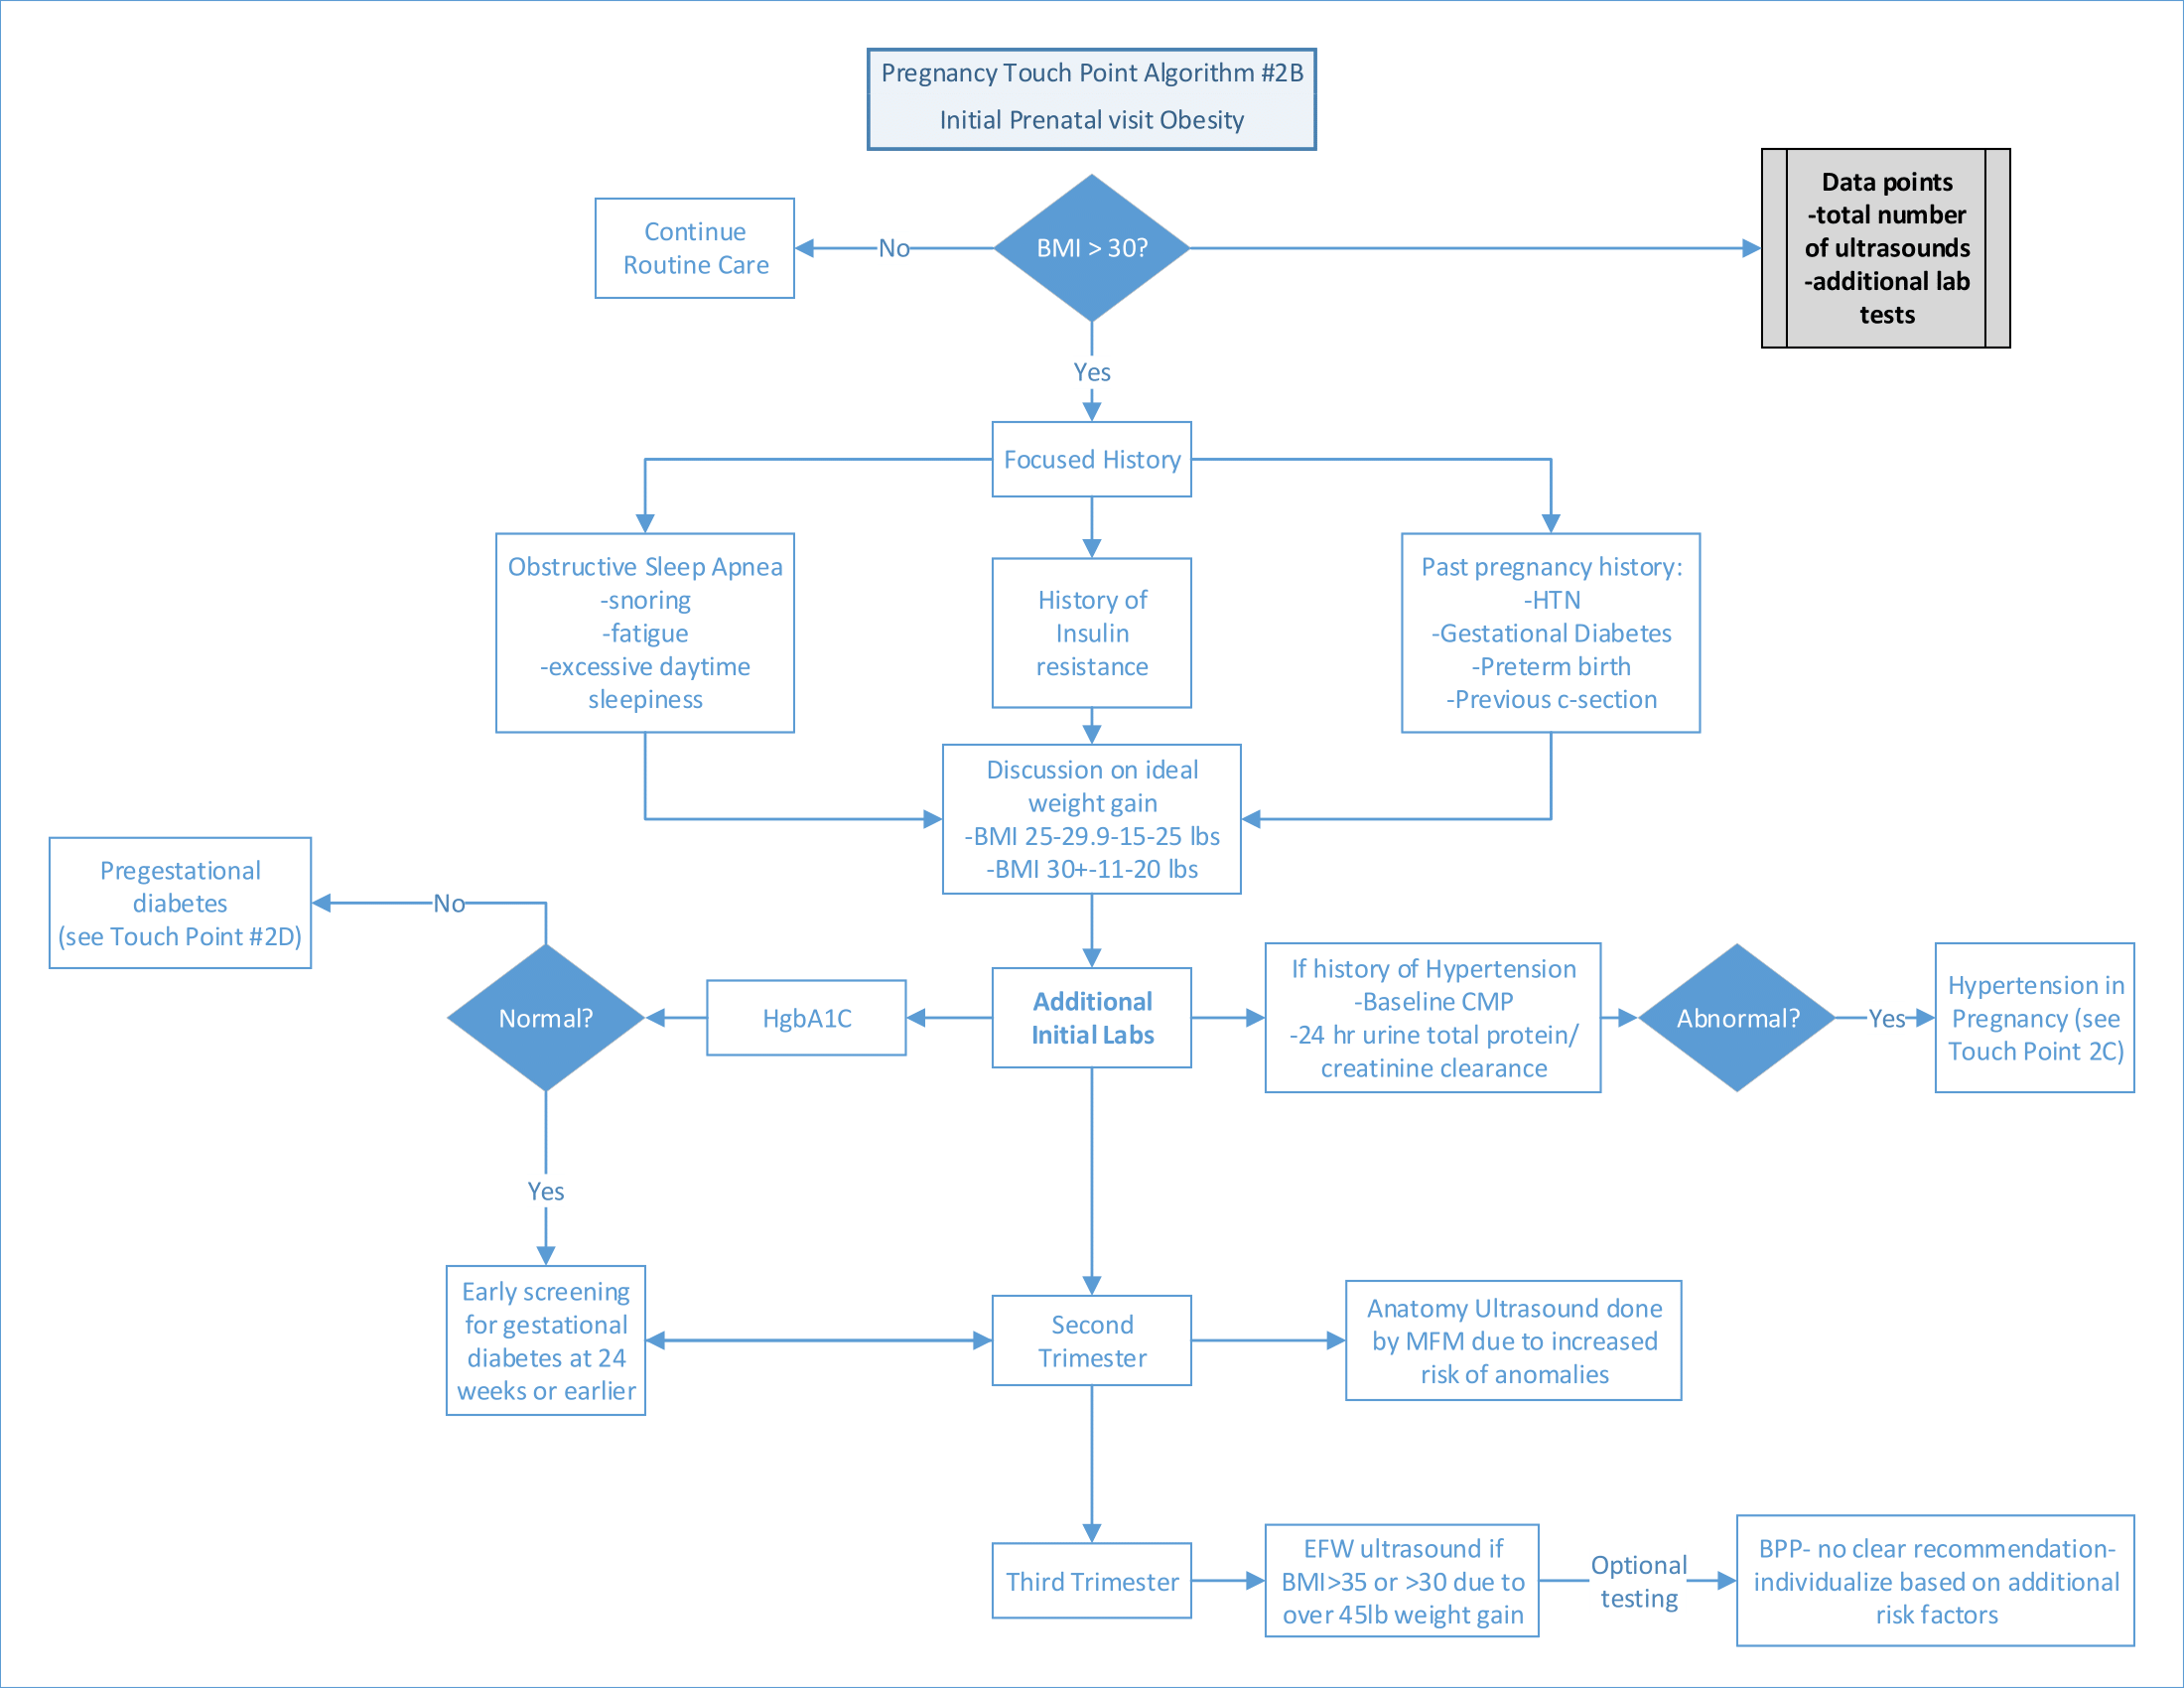 Pregnancy Touch Point Algorithm #2B
Initial Prenatal visit Obesity
Continue
Routine Care
No
BMI > 30?
Data points
-total number
of ultrasounds
-additional lab
tests
Yes
Focused History
Obstructive Sleep Apnea
-snoring
-fatigue
-excessive daytime
sleepiness
History of
Insulin
resistance
Past pregnancy history:
-HTN
-Gestational Diabetes
-Preterm birth
-Previous c-section
Discussion on ideal
weight gain
-BMI 25-29.9-15-25 lbs
-BMI 30+-11-20 lbs
Pregestational
diabetes
(see Touch Point #2D)
No
Normal?
HgbA1C
Additional
Initial Labs
If history of Hypertension
-Baseline CMP
-24 hr urine total protein/
creatinine clearance
Abnormal?
Yes
Hypertension in
Pregnancy (see
Touch Point 2C)
Yes
Early screening
for gestational
diabetes at 24
weeks or earlier
Second
Trimester
Anatomy Ultrasound done
by MFM due to increased
risk of anomalies
Third Trimester
EFW ultrasound if
BMI>35 or >30 due to
over 45lb weight gain
Optional
testing
BPP- no clear recommendation-
individualize based on additional
risk factors